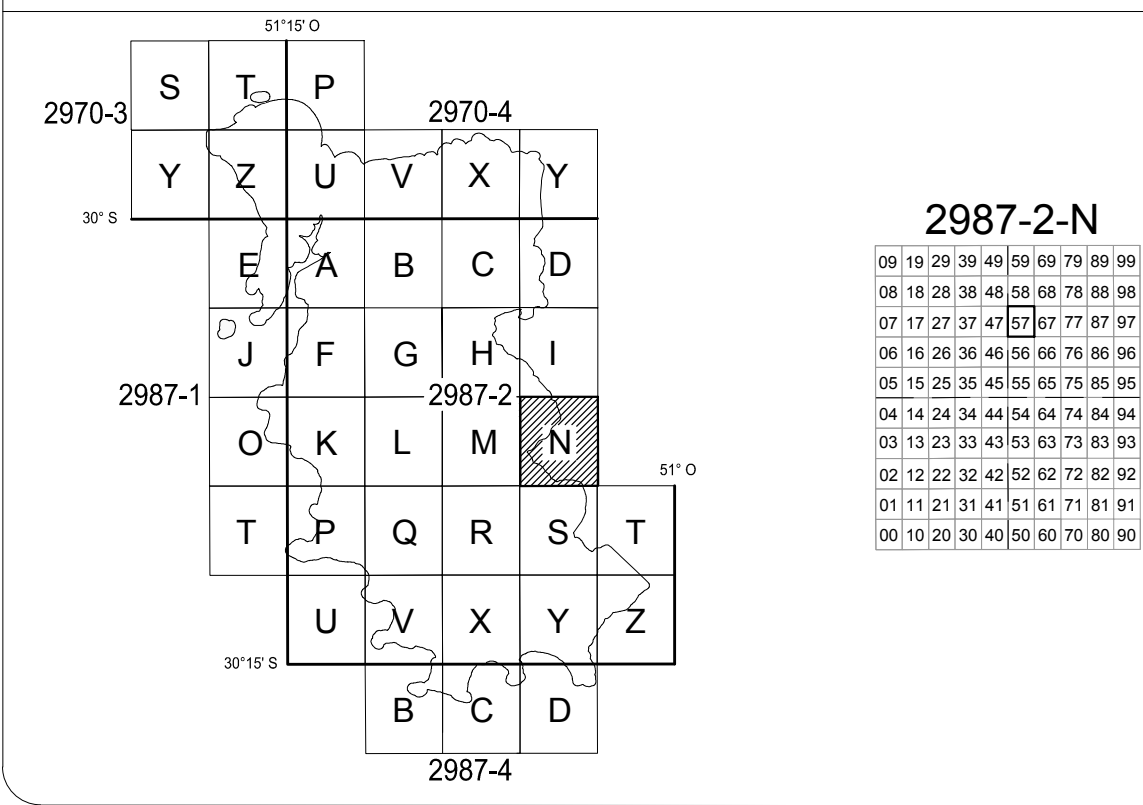 51°15' O
S T P
2970-3 2970-4
Y Z U V X Y
30° S
E A B C D
J F G H I
2987-1 2987-2
O K L M N
51° O
T P Q R S T
U V X Y Z
30°15' S
B C D
2987-4
2987-2-N
09 19 29 39 49 59 69 79 89 99
08 18 28 38 48 58 68 78 88 98
07 17 27 37 47 57 67 77 87 97
06 16 26 36 46 56 66 76 86 96
05 15 25 35 45 55 65 75 85 95
04 14 24 34 44 54 64 74 84 94
03 13 23 33 43 53 63 73 83 93
02 12 22 32 42 52 62 72 82 92
01 11 21 31 41 51 61 71 81 91
00 10 20 30 40 50 60 70 80 90